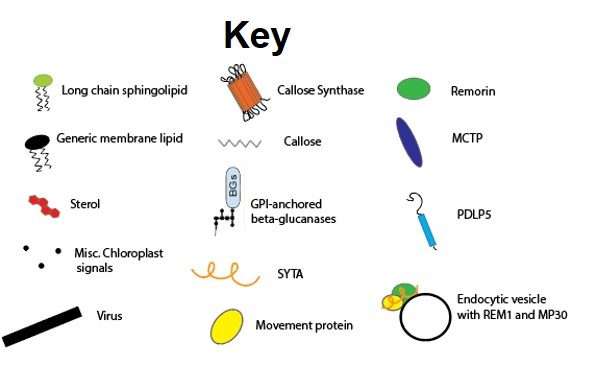 Key
Long chain sphingolipid
Generic membrane lipid
Sterol
Misc. Chloroplast
signals
Virus
Callose Synthase
Callose
BGs
GPI-anchored
beta-glucanases
SYTA
Movement protein
Remorin
MCTP
PDLP5
Endocytic vesicle
with REM1 and MP30